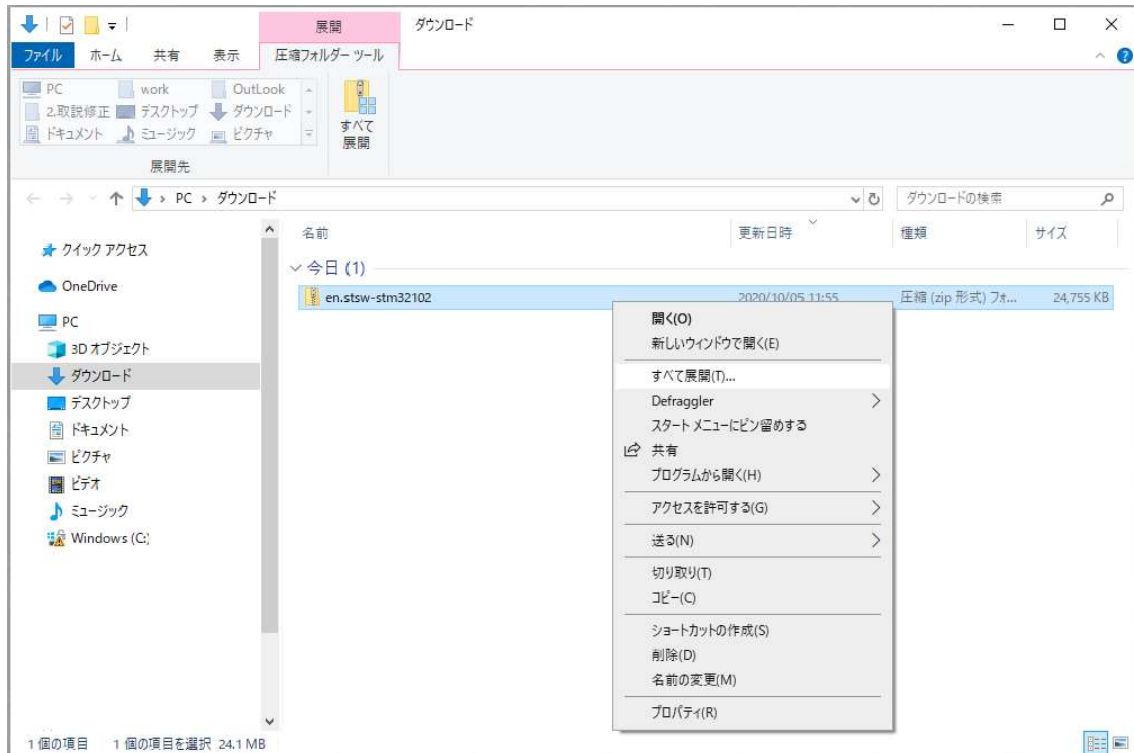 展開
ダウンロード
ファイル ホーム 共有 表示 圧縮フォルダー ツール
PC work OutLook
2.取説修正 デスクトップ ダウンロード
ドキュメント ミュージック ピクチャ
すべて
展開
展開先
PC › ダウンロード
ダウンロードの検索
名前 更新日時 種類 サイズ
今日 (1)
en.stsw-stm32102 2020/10/05 11:55 圧縮 (zip 形式) フォ... 24,755 KB
クイック アクセス
OneDrive
PC
3D オブジェクト
ダウンロード
デスクトップ
ドキュメント
ピクチャ
ビデオ
ミュージック
Windows (C:)
開く(O)
新しいウィンドウで開く(E)
すべて展開(T)...
Defraggler
スタート メニューにピン留めする
共有
プログラムから開く(H)
アクセスを許可する(G)
送る(N)
切り取り(T)
コピー(C)
ショートカットの作成(S)
削除(D)
名前の変更(M)
プロパティ(R)
1 個の項目 1 個の項目を選択 24.1 MB